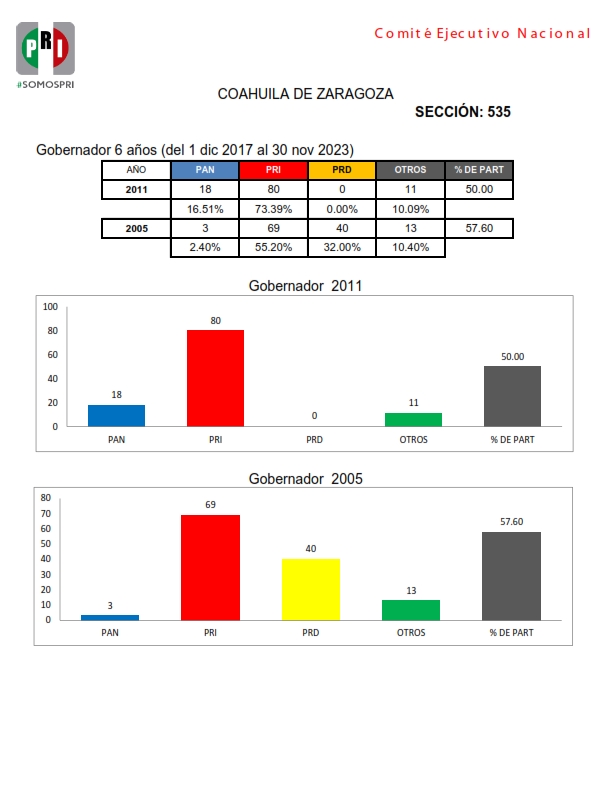 PRI
#SOMOSPRI
Comité Ejecutivo Nacional
COAHUILA DE ZARAGOZA
SECCIÓN: 535
Gobernador 6 años (del 1 dic 2017 al 30 nov 2023)
AÑO PAN PRI PRD OTROS % DE PART
2011 18 80 0 11 50.00
16.51% 73.39% 0.00% 10.09%
2005 3 69 40 13 57.60
2.40% 55.20% 32.00% 10.40%
Gobernador 2011
100
80
60
40
20
0
18
80
0
11
50.00
PAN PRI PRD OTROS % DE PART
Gobernador 2005
80
70
60
50
40
30
20
10
0
3
69
40
13
57.60
PAN PRI PRD OTROS % DE PART